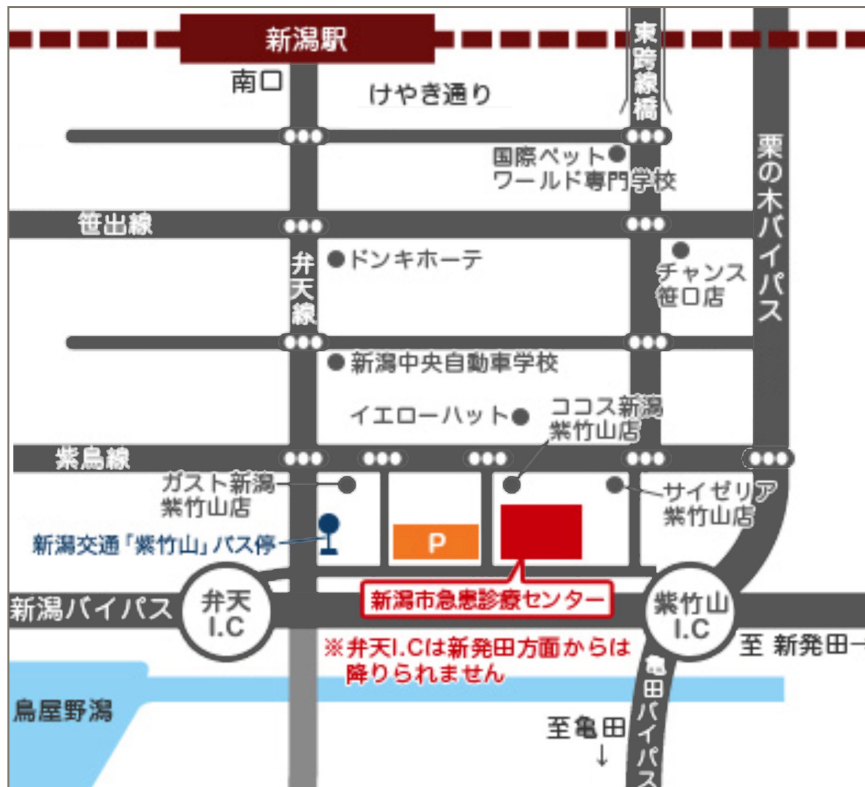 新潟駅
南口
けやき通り
東跨線橋
国際ペット
ワールド専門学校
栗の木バイパス
笹出線
弁天線
ドンキホーテ
チャンス
笹口店
新潟中央自動車学校
イエローハット
ココス新潟
紫竹山店
紫鳥線
ガスト新潟
紫竹山店
サイゼリア
紫竹山店
新潟交通「紫竹山」バス停
P
新潟市急患診療センター
新潟バイパス
弁天
I.C
紫竹山
I.C
※弁天I.Cは新発田方面からは
降りられません
至 新発田→
鳥屋野潟
至亀田
↓
亀田バイパス